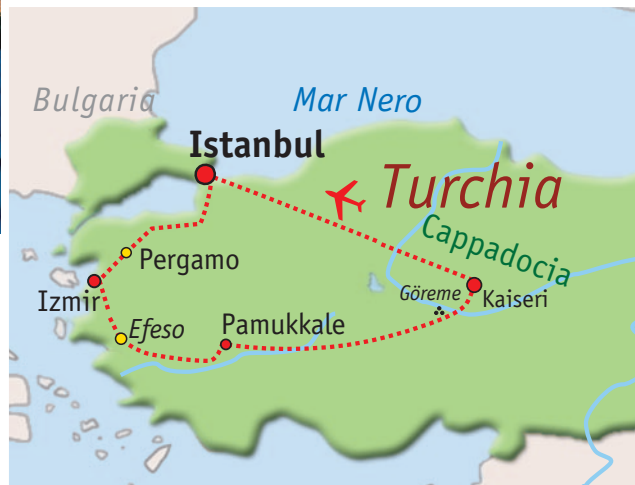 Bulgaria
Mar Nero
Istanbul
Turchia
Cappadocia
Pergamo
Izmir
Göreme
Kaiseri
Efeso
Pamukkale